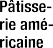 Pâtisse-
rie amé-
ricaine